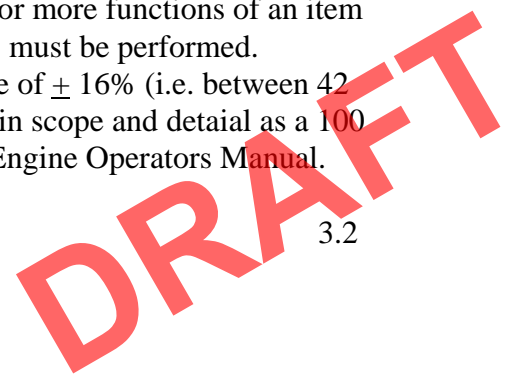 or more functions of an item
must be performed.
e of ± 16% (i.e. between 42
in scope and detaial as a 100
Engine Operators Manual.
3.2
DRAFT